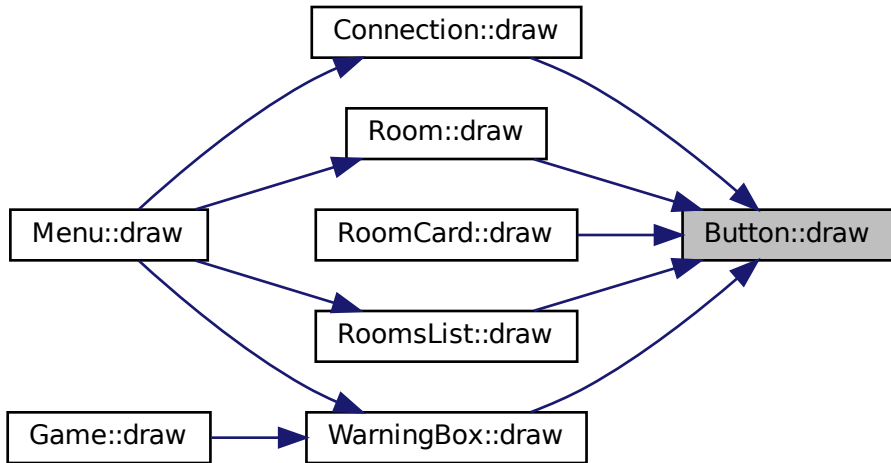 Connection::draw
Room::draw
Menu::draw
RoomCard::draw
Button::draw
RoomsList::draw
Game::draw
WarningBox::draw